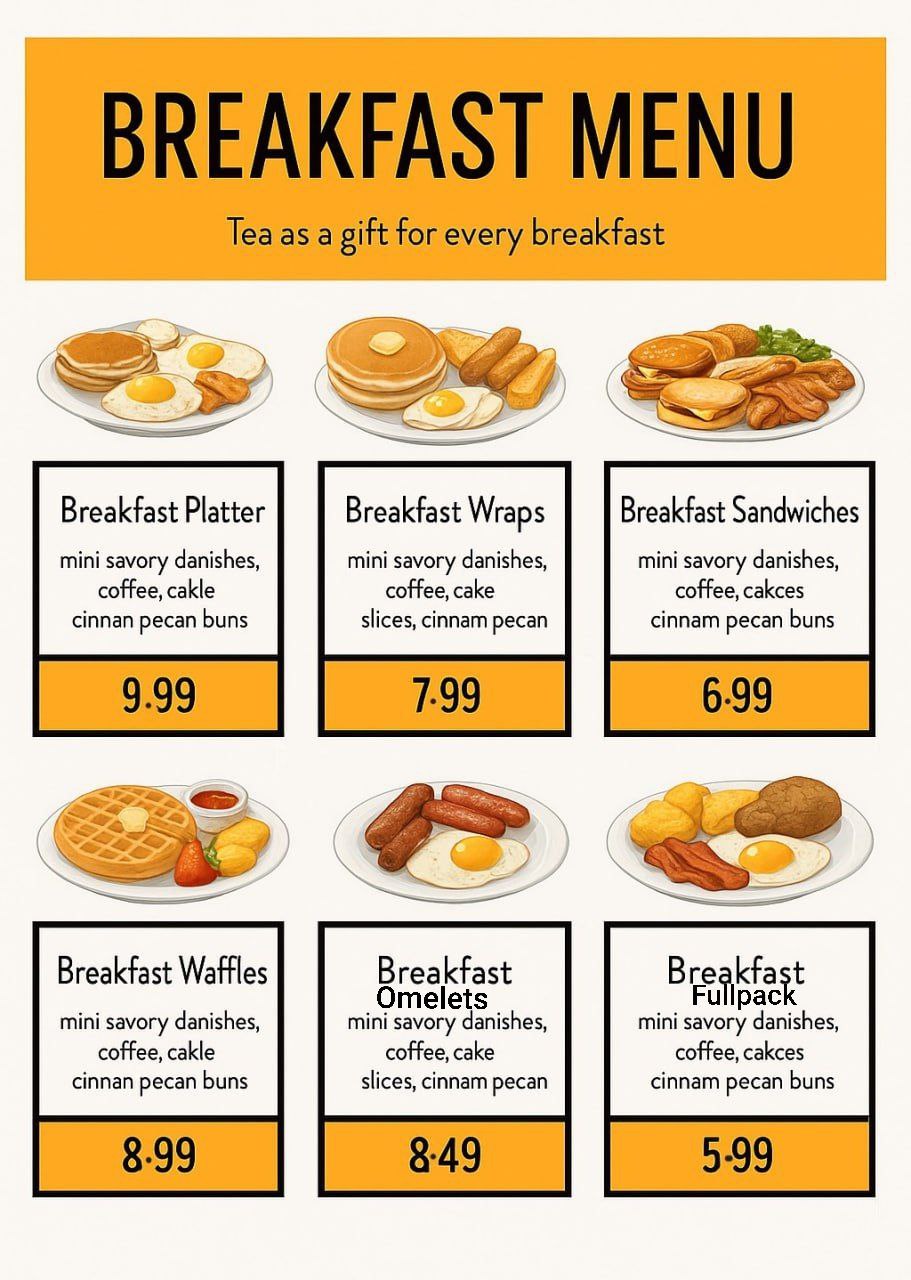 BREAKFAST MENU
Tea as a gift for every breakfast
Breakfast Platter
mini savory danishes,
coffee, cakle
cinnan pecan buns
9.99
Breakfast Wraps
mini savory danishes,
coffee, cake
slices, cinnam pecan
7.99
Breakfast Sandwiches
mini savory danishes,
coffee, cakces
cinnam pecan buns
6.99
Breakfast Waffles
mini savory danishes,
coffee, cakle
cinnan pecan buns
8.99
Breakfast
Omelets
mini savory danishes,
coffee, cake
slices, cinnam pecan
8.49
Breakfast
Fullpack
mini savory danishes,
coffee, cakces
cinnam pecan buns
5.99